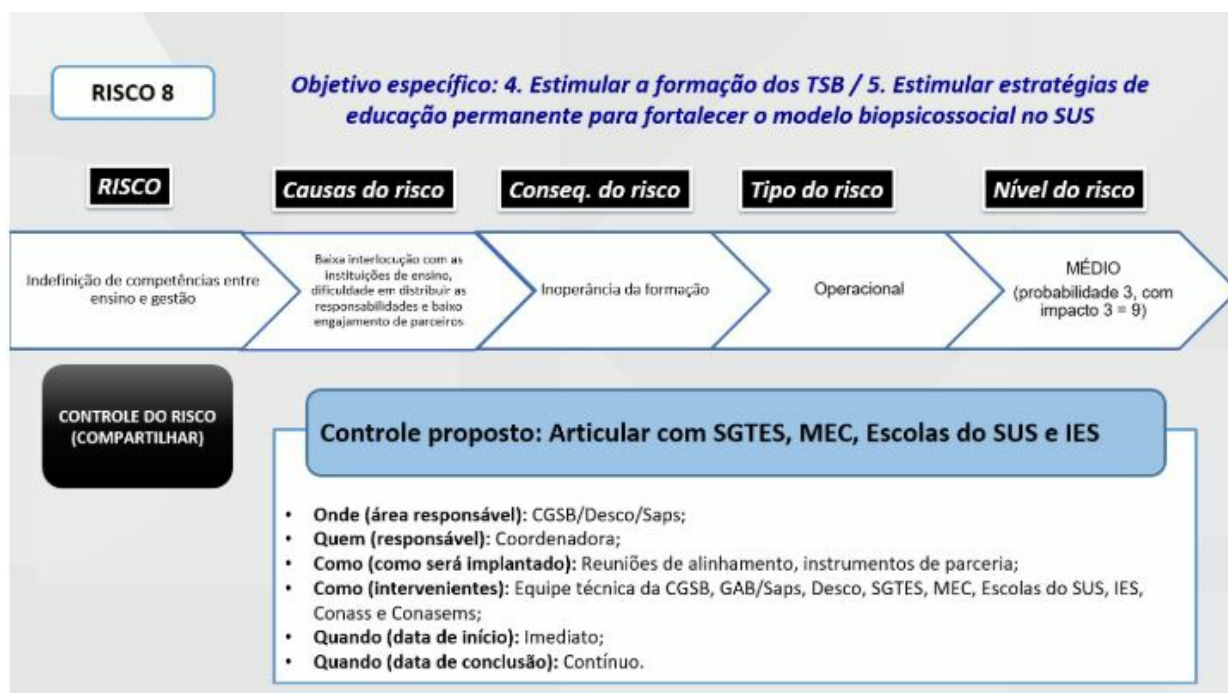 RISCO 8
Objetivo específico: 4. Estimular a formação dos TSB / 5. Estimular estratégias de
educação permanente para fortalecer o modelo biopsicossocial no SUS
RISCO
Causas do risco
Conseq. do risco
Tipo do risco
Nível do risco
Indefinição de competências entre
ensino e gestão
Baixa interlocução com as
instituições de ensino,
dificuldade em distribuir as
responsabilidades e baixo
engajamento de parceiros
Inoperância da formação
Operacional
MÉDIO
(probabilidade 3, com
impacto 3 = 9)
CONTROLE DO RISCO
(COMPARTILHAR)
Controle proposto: Articular com SGTES, MEC, Escolas do SUS e IES
• Onde (área responsável): CGSB/Desco/Saps;
• Quem (responsável): Coordenadora;
• Como (como será implantado): Reuniões de alinhamento, instrumentos de parceria;
• Como (intervenientes): Equipe técnica da CGSB, GAB/Saps, Desco, SGTES, MEC, Escolas do SUS, IES,
Conass e Conasems;
• Quando (data de início): Imediato;
• Quando (data de conclusão): Contínuo.